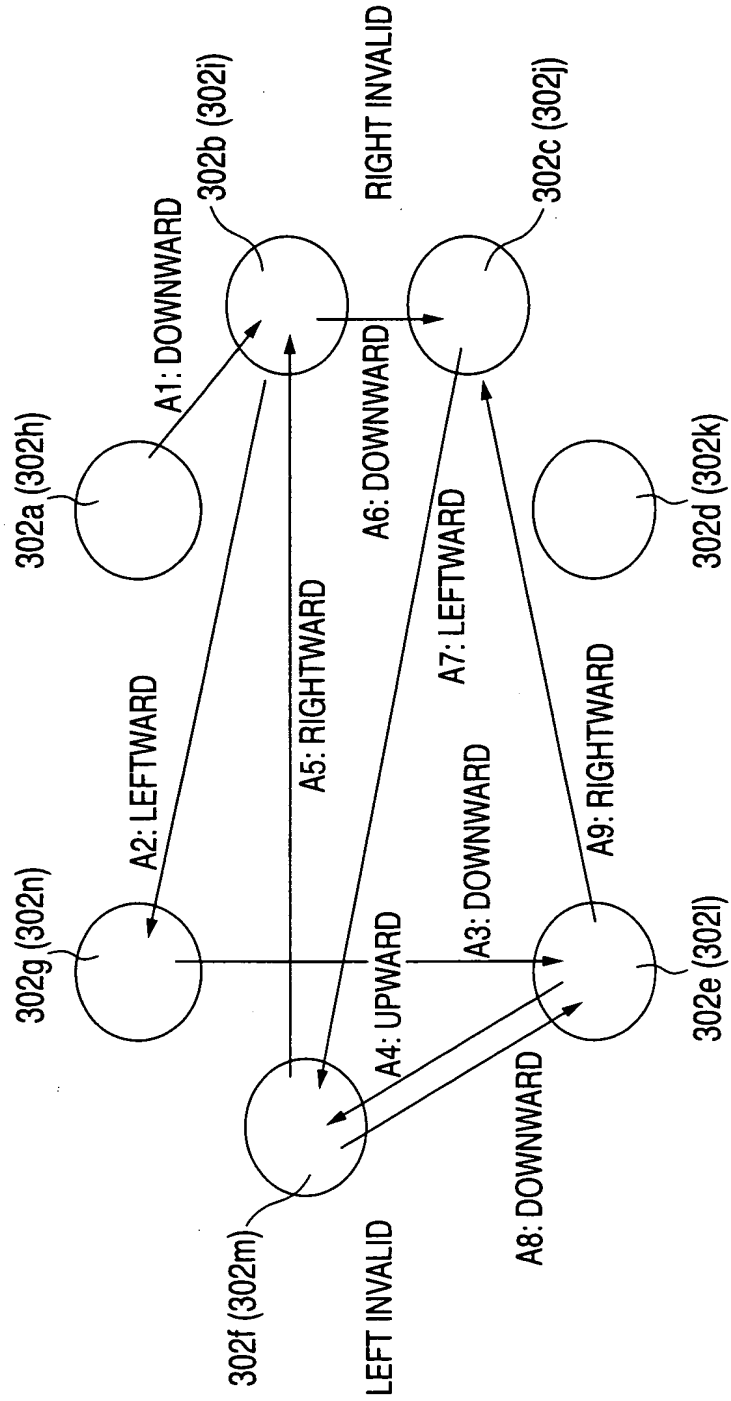 302g (302n)
302a (302h)
A1: DOWNWARD
302b (302i)
A2: LEFTWARD
302f (302m)
A5: RIGHTWARD
LEFT INVALID
RIGHT INVALID
A4: UPWARD
A6: DOWNWARD
A3: DOWNWARD
A7: LEFTWARD
302c (302j)
A8: DOWNWARD
A9: RIGHTWARD
302e (302l)
302d (302k)